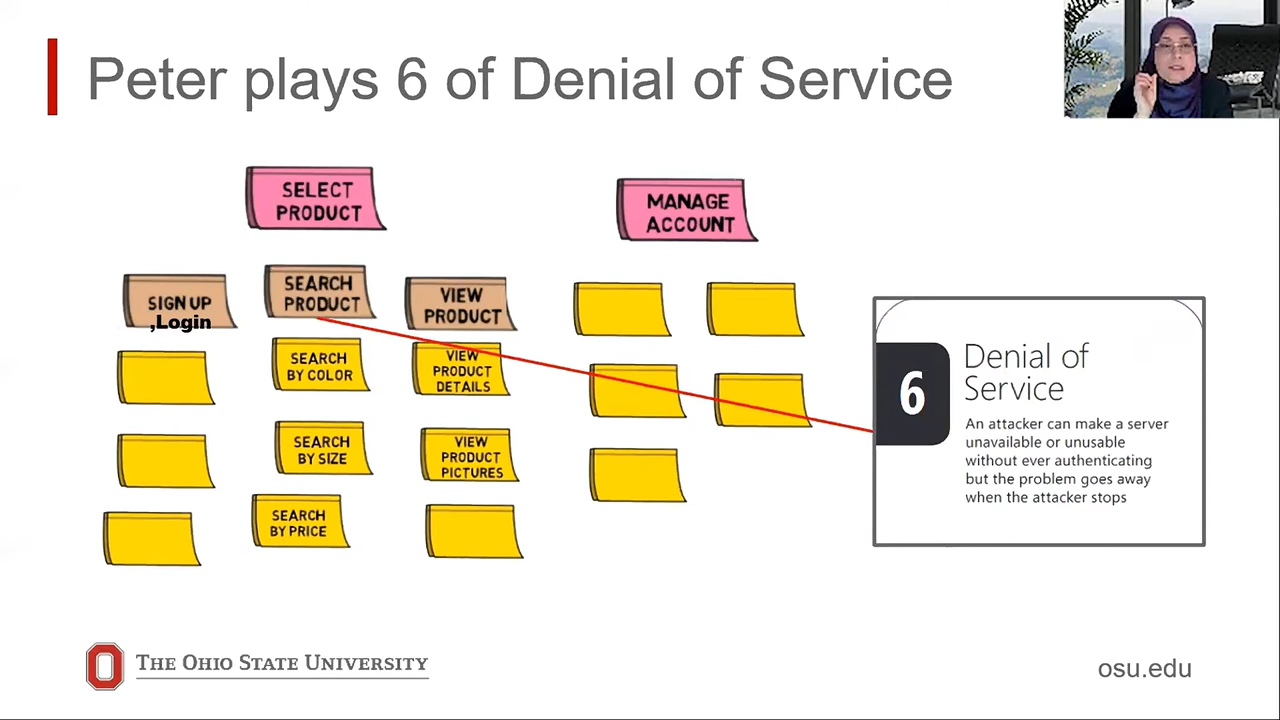 Peter plays 6 of Denial of Service
SELECT
PRODUCT
MANAGE
ACCOUNT
SIGN UP
,Login
SEARCH
PRODUCT
VIEW
PRODUCT
SEARCH
BY COLOR
VIEW
PRODUCT
DETAILS
SEARCH
BY SIZE
VIEW
PRODUCT
PICTURES
SEARCH
BY PRICE
6
Denial of
Service
An attacker can make a server
unavailable or unusable
without ever authenticating
but the problem goes away
when the attacker stops
THE OHIO STATE UNIVERSITY
osu.edu